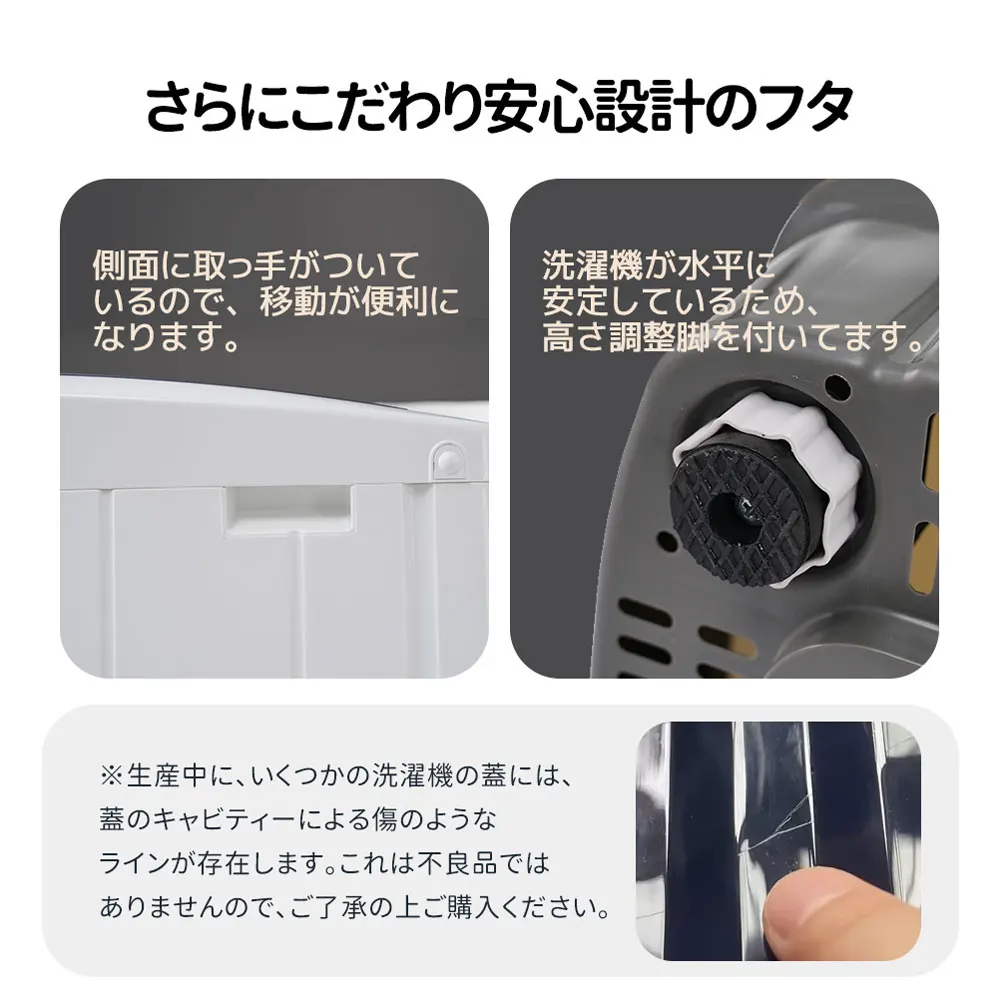 さらにこだわり安心設計のフタ
側面に取っ手がついて
いるので、移動が便利に
なります。
洗濯機が水平に
安定しているため、
高さ調整脚を付いてます。
※生産中に、いくつかの洗濯機の蓋には、
蓋のキャビティーによる傷のような
ラインが存在します。これは不良品では
ありませんので、ご了承の上ご購入ください。